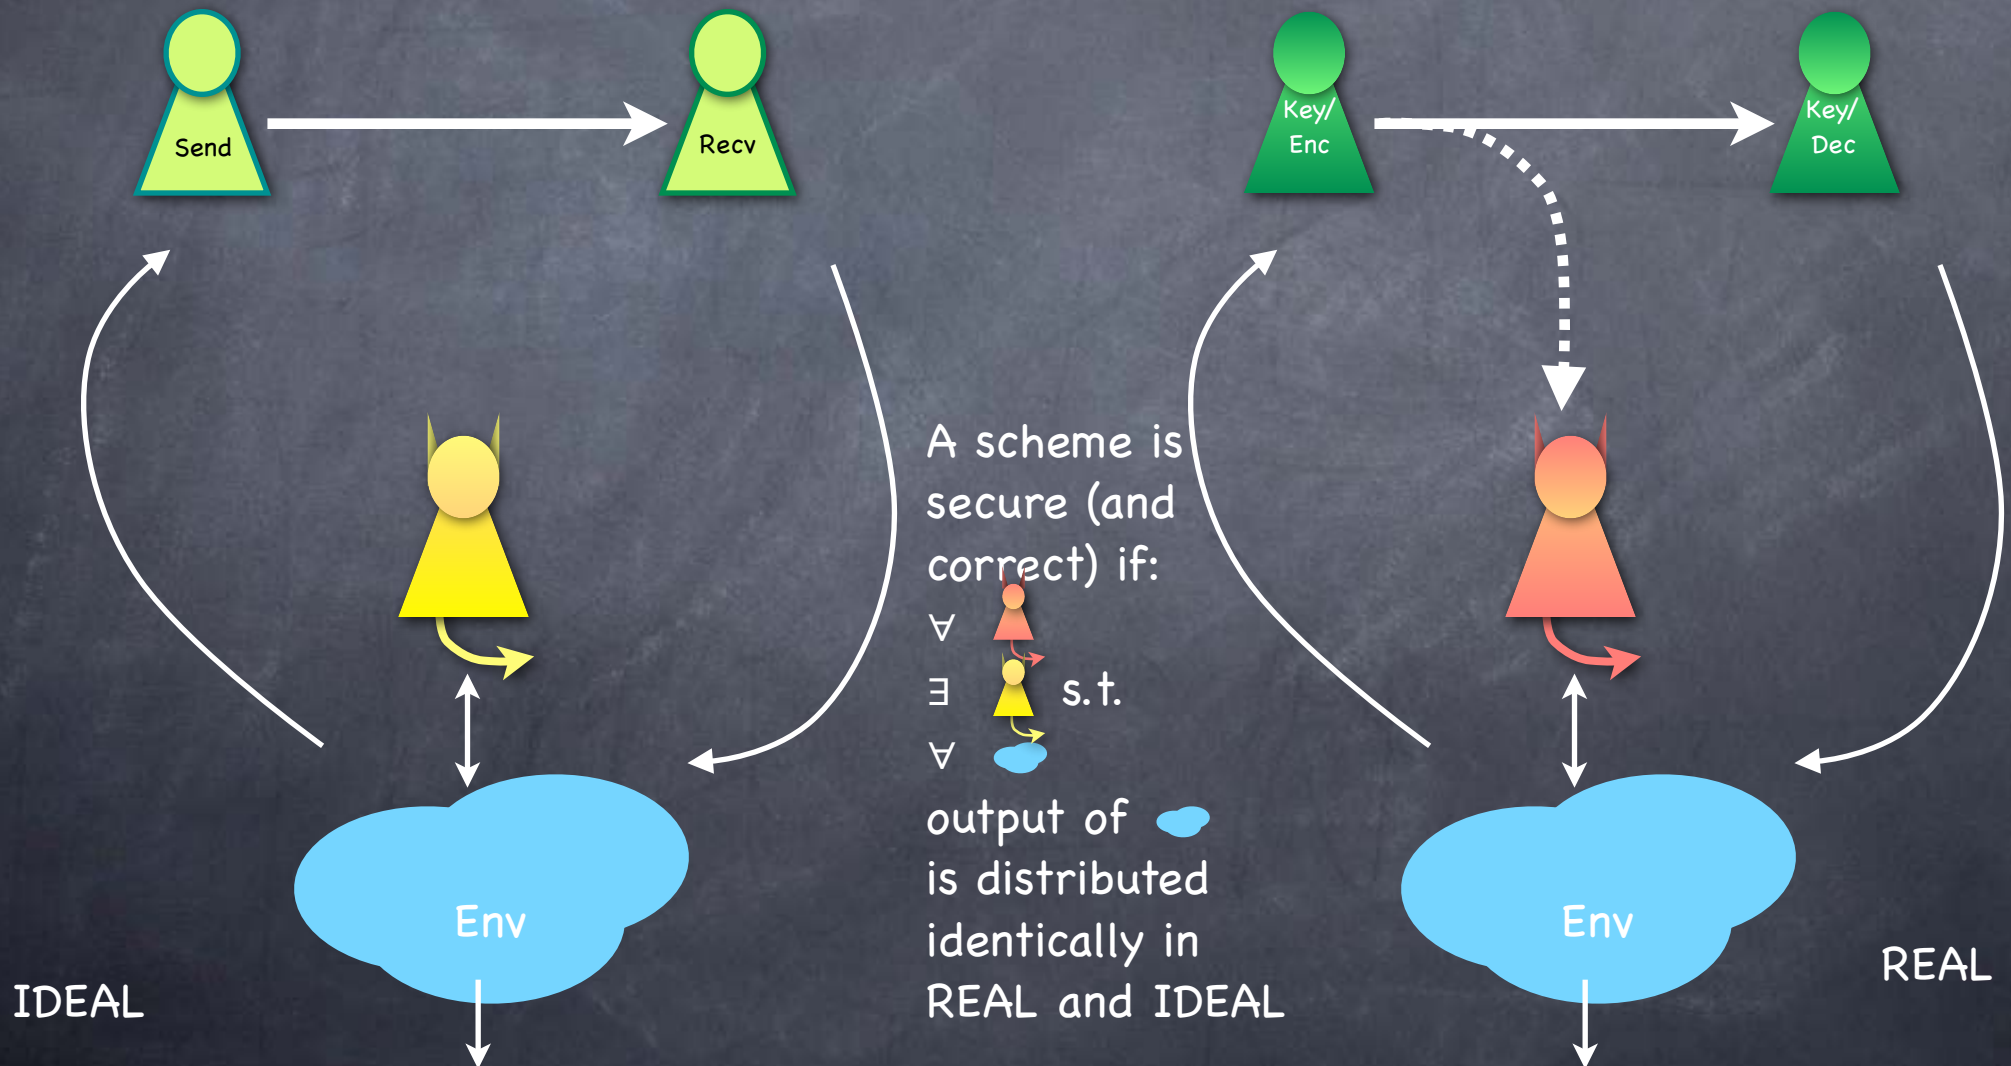 Send
Recv
Key/
Enc
Key/
Dec
A scheme is
secure (and
correct) if:
∀
∃ s.t.
∀
output of
is distributed
identically in
REAL and IDEAL
Env
Env
IDEAL
REAL